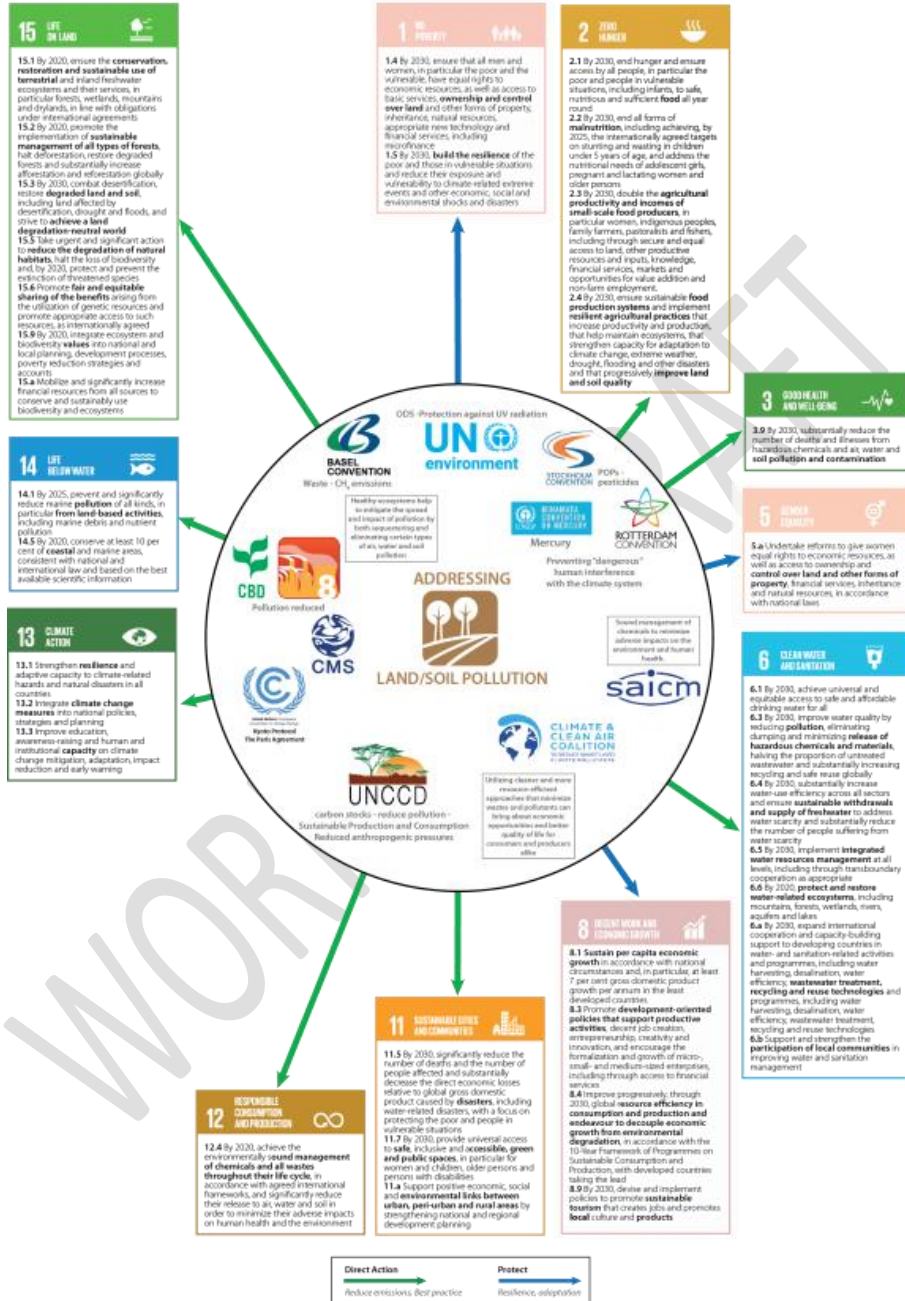 15 LIFE
ON LAND
15.1 By 2020, ensure the conservation,
restoration and sustainable use of
terrestrial and inland freshwater
ecosystems and their services, in
particular forests, wetlands, mountains
and drylands, in line with obligations
under international agreements
15.2 By 2020, promote the
implementation of sustainable
management of all types of forests,
halt deforestation, restore degraded
forests and substantially increase
afforestation and reforestation globally
15.3 By 2030, combat desertification,
restore degraded land and soil,
including land affected by
desertification, drought and floods, and
strive to achieve a land
degradation-neutral world
15.5 Take urgent and significant action
to reduce the degradation of natural
habitats, halt the loss of biodiversity
and, by 2020, protect and prevent the
extinction of threatened species
15.6 Promote fair and equitable
sharing of the benefits arising from
the utilization of genetic resources and
promote appropriate access to such
resources, as internationally agreed
15.9 By 2020, integrate ecosystem and
biodiversity values into national and
local planning, development processes,
poverty reduction strategies and
accounts
15.a Mobilize and significantly increase
financial resources from all sources to
conserve and sustainably use
biodiversity and ecosystems
1 NO
POVERTY
1.4 By 2030, ensure that all men and
women, in particular the poor and the
vulnerable, have equal rights to
economic resources, as well as access to
basic services, ownership and control
over land and other forms of property,
inheritance, natural resources,
appropriate new technology and
financial services, including
microfinance
1.5 By 2030, build the resilience of the
poor and those in vulnerable situations
and reduce their exposure and
vulnerability to climate-related extreme
events and other economic, social and
environmental shocks and disasters
2 ZERO
HUNGER
2.1 By 2030, end hunger and ensure
access by all people, in particular the
poor and people in vulnerable
situations, including infants, to safe,
nutritious and sufficient food all year
round
2.2 By 2030, end all forms of
malnutrition, including achieving, by
2025, the internationally agreed targets
on stunting and wasting in children
under 5 years of age, and address the
nutritional needs of adolescent girls,
pregnant and lactating women and
older persons
2.3 By 2030, double the agricultural
productivity and incomes of
small-scale food producers, in
particular women, indigenous peoples,
family farmers, pastoralists and fishers,
including through secure and equal
access to land, other productive
resources and inputs, knowledge,
financial services, markets and
opportunities for value addition and
non-farm employment.
2.4 By 2030, ensure sustainable food
production systems and implement
resilient agricultural practices that
increase productivity and production,
that help maintain ecosystems, that
strengthen capacity for adaptation to
climate change, extreme weather,
drought, flooding and other disasters
and that progressively improve land
and soil quality
3 GOOD HEALTH
AND WELL-BEING
3.9 By 2030, substantially reduce the
number of deaths and illnesses from
hazardous chemicals and air, water and
soil pollution and contamination
14 LIFE
BELOW WATER
14.1 By 2025, prevent and significantly
reduce marine pollution of all kinds, in
particular from land-based activities,
including marine debris and nutrient
pollution
14.5 By 2020, conserve at least 10 per
cent of coastal and marine areas,
consistent with national and
international law and based on the best
available scientific information
5 GENDER
EQUALITY
5.a Undertake reforms to give women
equal rights to economic resources, as
well as access to ownership and
control over land and other forms of
property, financial services, inheritance
and natural resources, in accordance
with national laws
13 CLIMATE
ACTION
13.1 Strengthen resilience and
adaptive capacity to climate-related
hazards and natural disasters in all
countries
13.2 Integrate climate change
measures into national policies,
strategies and planning
13.3 Improve education,
awareness-raising and human and
institutional capacity on climate
change mitigation, adaptation, impact
reduction and early warning
ODS -Protection against UV radiation
BASEL
CONVENTION
Waste - CH4 emissions
UN
environment
STOCKHOLM
CONVENTION
POPs -
pesticides
Healthy ecosystems help
to mitigate the spread
and impact of pollution by
both sequestering and
eliminating certain types
of air, water and soil
pollution
MINAMATA
CONVENTION
ON MERCURY
Mercury
ROTTERDAM
CONVENTION
Preventing "dangerous"
human interference
with the climate system
CBD
8
Pollution reduced
ADDRESSING
LAND/SOIL POLLUTION
CMS
Sound management of
chemicals to minimize
adverse impacts on the
environment and human
health.
saicm
Kyoto Protocol
The Paris Agreement
CLIMATE &
CLEAN AIR
COALITION
UNCCD
carbon stocks - reduce pollution -
Sustainable Production and Consumption
Reduced anthropogenic pressures
Utilizing cleaner and more
resource-efficient
approaches that minimize
wastes and pollutants can
bring about economic
opportunities and better
quality of life for
consumers and producers
alike
6 CLEAN WATER
AND SANITATION
6.1 By 2030, achieve universal and
equitable access to safe and affordable
drinking water for all
6.3 By 2030, improve water quality by
reducing pollution, eliminating
dumping and minimizing release of
hazardous chemicals and materials,
halving the proportion of untreated
wastewater and substantially increasing
recycling and safe reuse globally
6.4 By 2030, substantially increase
water-use efficiency across all sectors
and ensure sustainable withdrawals
and supply of freshwater to address
water scarcity and substantially reduce
the number of people suffering from
water scarcity
6.5 By 2030, implement integrated
water resources management at all
levels, including through transboundary
cooperation as appropriate
6.6 By 2020, protect and restore
water-related ecosystems, including
mountains, forests, wetlands, rivers,
aquifers and lakes
6.a By 2030, expand international
cooperation and capacity-building
support to developing countries in
water- and sanitation-related activities
and programmes, including water
harvesting, desalination, water
efficiency, wastewater treatment,
recycling and reuse technologies and
programmes, including water
harvesting, desalination, water
efficiency, wastewater treatment,
recycling and reuse technologies
6.b Support and strengthen the
participation of local communities in
improving water and sanitation
management
8 DECENT WORK AND
ECONOMIC GROWTH
8.1 Sustain per capita economic
growth in accordance with national
circumstances and, in particular, at least
7 per cent gross domestic product
growth per annum in the least
developed countries
8.3 Promote development-oriented
policies that support productive
activities, decent job creation,
entrepreneurship, creativity and
innovation, and encourage the
formalization and growth of micro-,
small- and medium-sized enterprises,
including through access to financial
services
8.4 Improve progressively, through
2030, global resource efficiency in
consumption and production and
endeavour to decouple economic
growth from environmental
degradation, in accordance with the
10-Year Framework of Programmes on
Sustainable Consumption and
Production, with developed countries
taking the lead
8.9 By 2030, devise and implement
policies to promote sustainable
tourism that creates jobs and promotes
local culture and products
11 SUSTAINABLE CITIES
AND COMMUNITIES
11.5 By 2030, significantly reduce the
number of deaths and the number of
people affected and substantially
decrease the direct economic losses
relative to global gross domestic
product caused by disasters, including
water-related disasters, with a focus on
protecting the poor and people in
vulnerable situations
11.7 By 2030, provide universal access
to safe, inclusive and accessible, green
and public spaces, in particular for
women and children, older persons and
persons with disabilities
11.a Support positive economic, social
and environmental links between
urban, peri-urban and rural areas by
strengthening national and regional
development planning
12 RESPONSIBLE
CONSUMPTION
AND PRODUCTION
12.4 By 2020, achieve the
environmentally sound management
of chemicals and all wastes
throughout their life cycle, in
accordance with agreed international
frameworks, and significantly reduce
their release to air, water and soil in
order to minimize their adverse impacts
on human health and the environment
Direct Action
Reduce emissions, Best practice
Protect
Resilience, adaptation